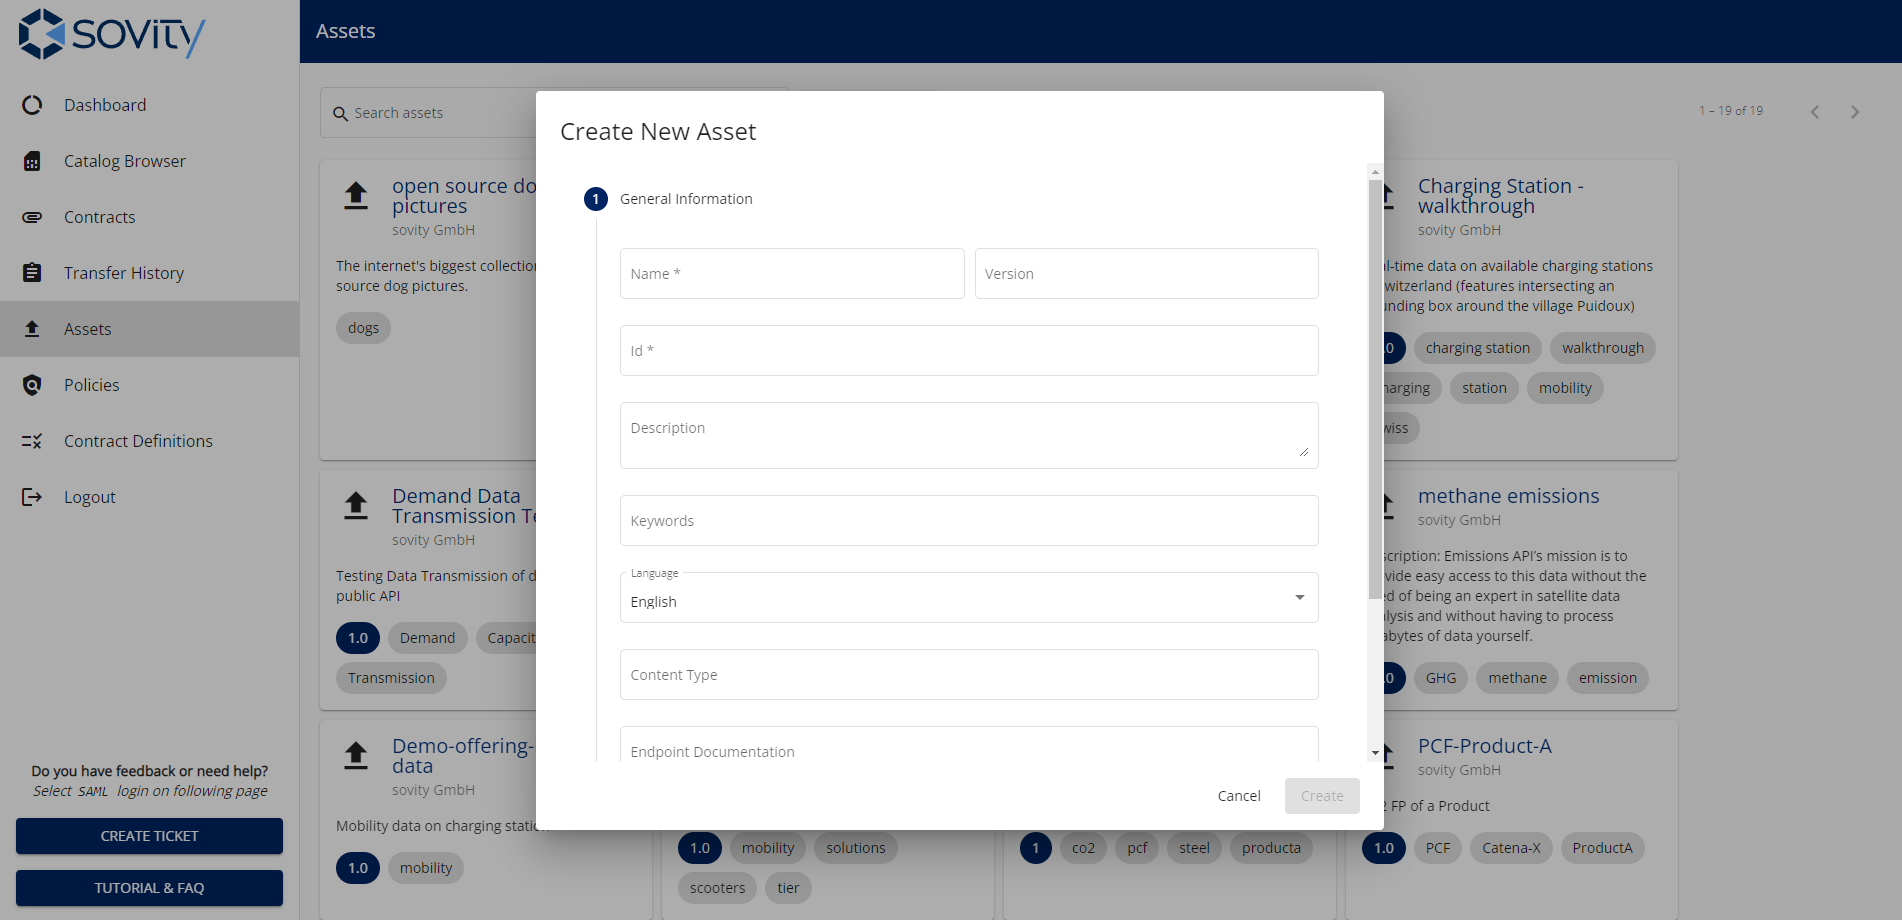 sovity
Dashboard
Catalog Browser
Contracts
Transfer History
Assets
Policies
Contract Definitions
Logout
Do you have feedback or need help?
Select SAML login on following page
CREATE TICKET
TUTORIAL & FAQ
Assets
Search assets
1 – 19 of 19
open source do
pictures
sovity GmbH
The internet's biggest collection
source dog pictures.
dogs
Demand Data
Transmission Te
sovity GmbH
Testing Data Transmission of d
public API
1.0 Demand Capacit
Transmission
Demo-offering-
data
sovity GmbH
Mobility data on charging static
1.0 mobility
Create New Asset
1 General Information
Name *
Version
Id *
Description
Keywords
Language
English
Content Type
Endpoint Documentation
Cancel
Create
1.0 mobility solutions
scooters tier
1 co2 pcf steel producta
Charging Station -
walkthrough
sovity GmbH
l-time data on available charging stations
witzerland (features intersecting an
nding box around the village Puidoux)
.0 charging station walkthrough
harging station mobility
wiss
methane emissions
sovity GmbH
scription: Emissions API's mission is to
vide easy access to this data without the
d of being an expert in satellite data
lysis and without having to process
abytes of data yourself.
.0 GHG methane emission
PCF-Product-A
sovity GmbH
2 FP of a Product
1.0 PCF Catena-X ProductA